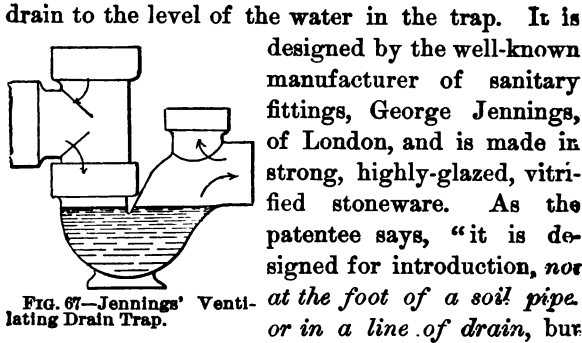 drain to the level of the water in the trap. It is
designed by the well-known
manufacturer of sanitary
fittings, George Jennings,
of London, and is made in
strong, highly-glazed, vitri-
fied stoneware. As the
patentee says, "it is de-
signed for introduction, not
at the foot of a soil pipe
or in a line of drain, but
FIG. 67—Jennings' Venti-
lating Drain Trap.